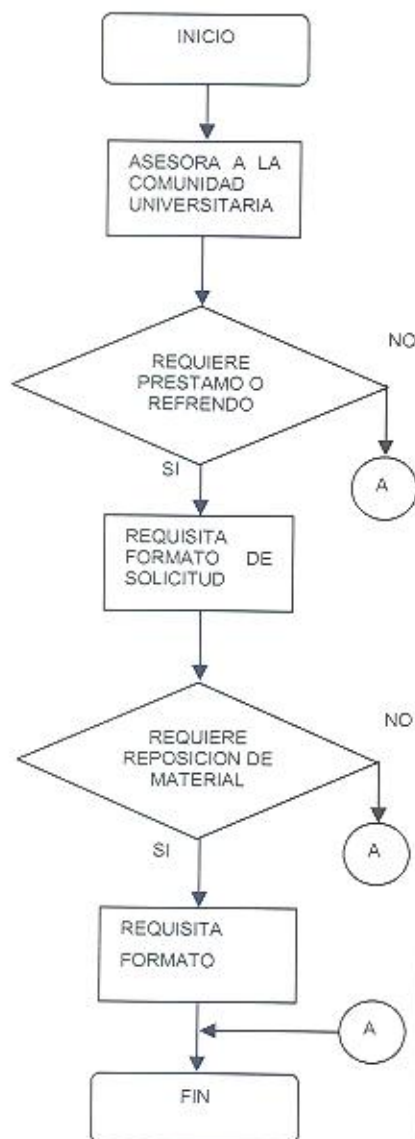 INICIO
ASESORA A LA
COMUNIDAD
UNIVERSITARIA
REQUIERE
PRESTAMO O
REFRENDO
NO
SI
A
REQUISITA
FORMATO DE
SOLICITUD
REQUIERE
REPOSICION DE
MATERIAL
NO
SI
A
REQUISITA
FORMATO
A
FIN